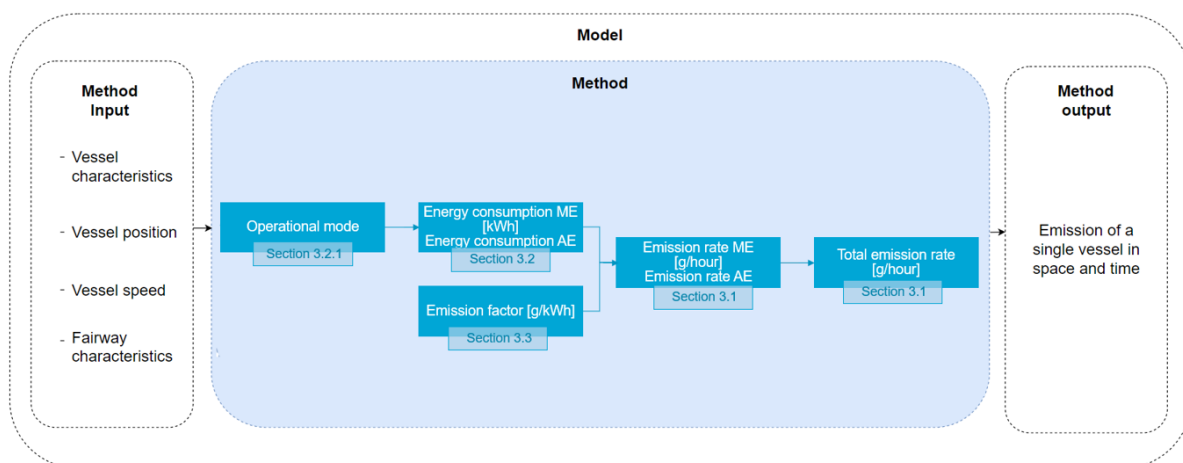 Model
Method
Input
- Vessel
characteristics
- Vessel position
- Vessel speed
- Fairway
characteristics
Method
Operational mode
Section 3.2.1
Energy consumption ME
[kWh]
Energy consumption AE
Section 3.2
Emission factor [g/kWh]
Section 3.3
Emission rate ME
[g/hour]
Emission rate AE
Section 3.1
Total emission rate
[g/hour]
Section 3.1
Method
output
Emission of a
single vessel in
space and time